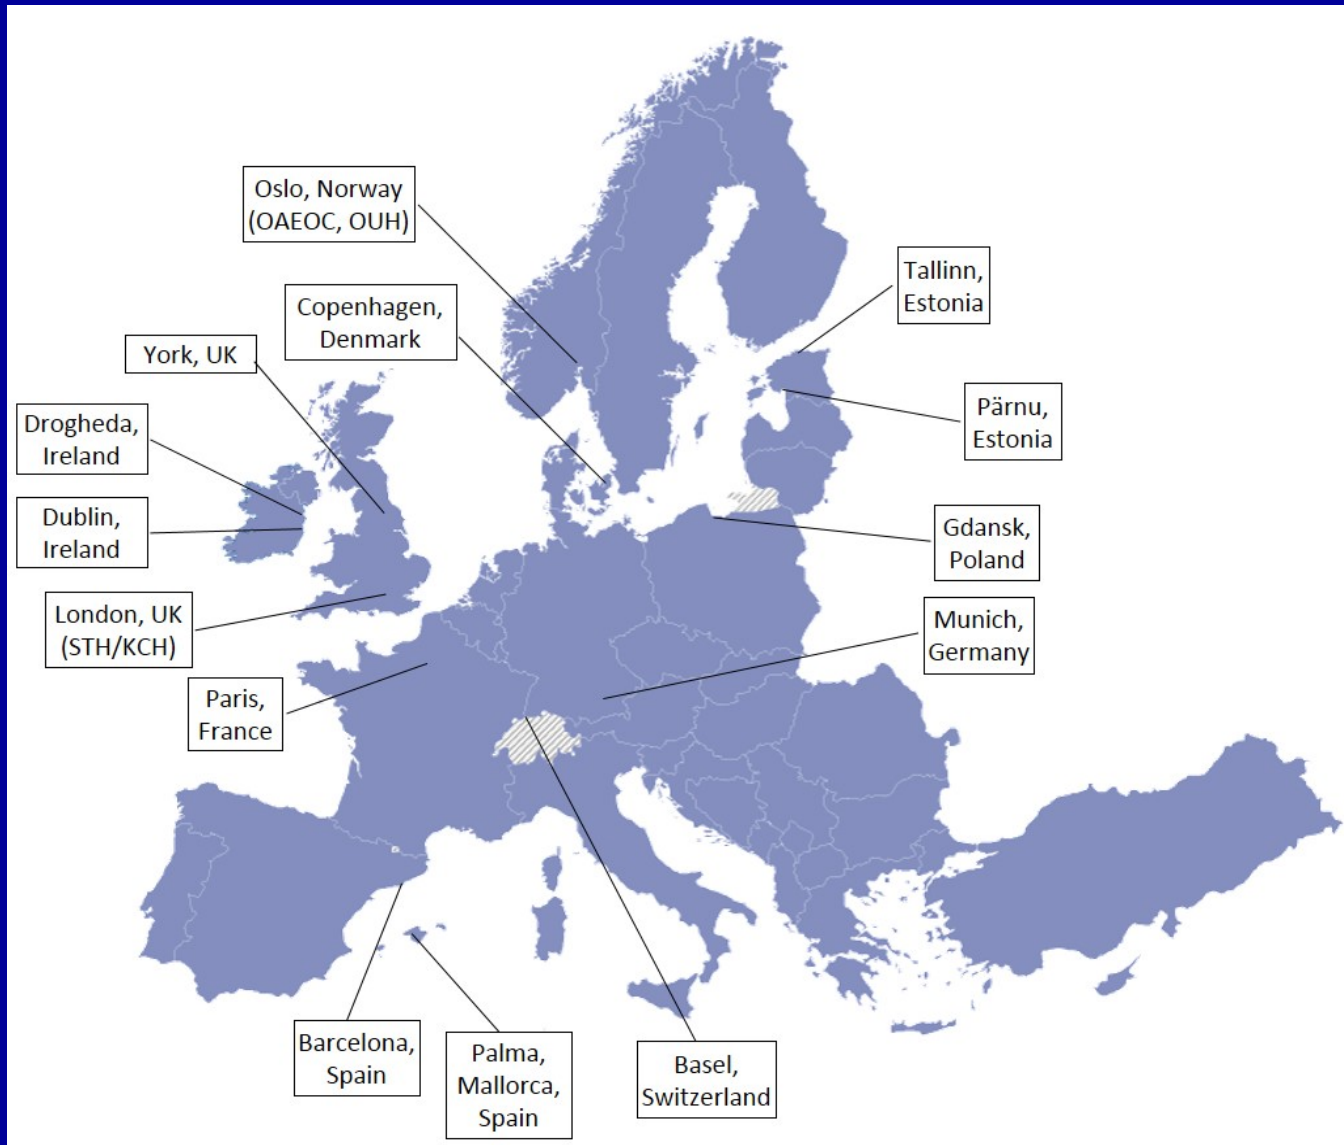 Oslo, Norway
(OAEOC, OUH)
Tallinn,
Estonia
Copenhagen,
Denmark
York, UK
Pärnu,
Estonia
Drogheda,
Ireland
Dublin,
Ireland
Gdansk,
Poland
London, UK
(STH/KCH)
Munich,
Germany
Paris,
France
Barcelona,
Spain
Palma,
Mallorca,
Spain
Basel,
Switzerland